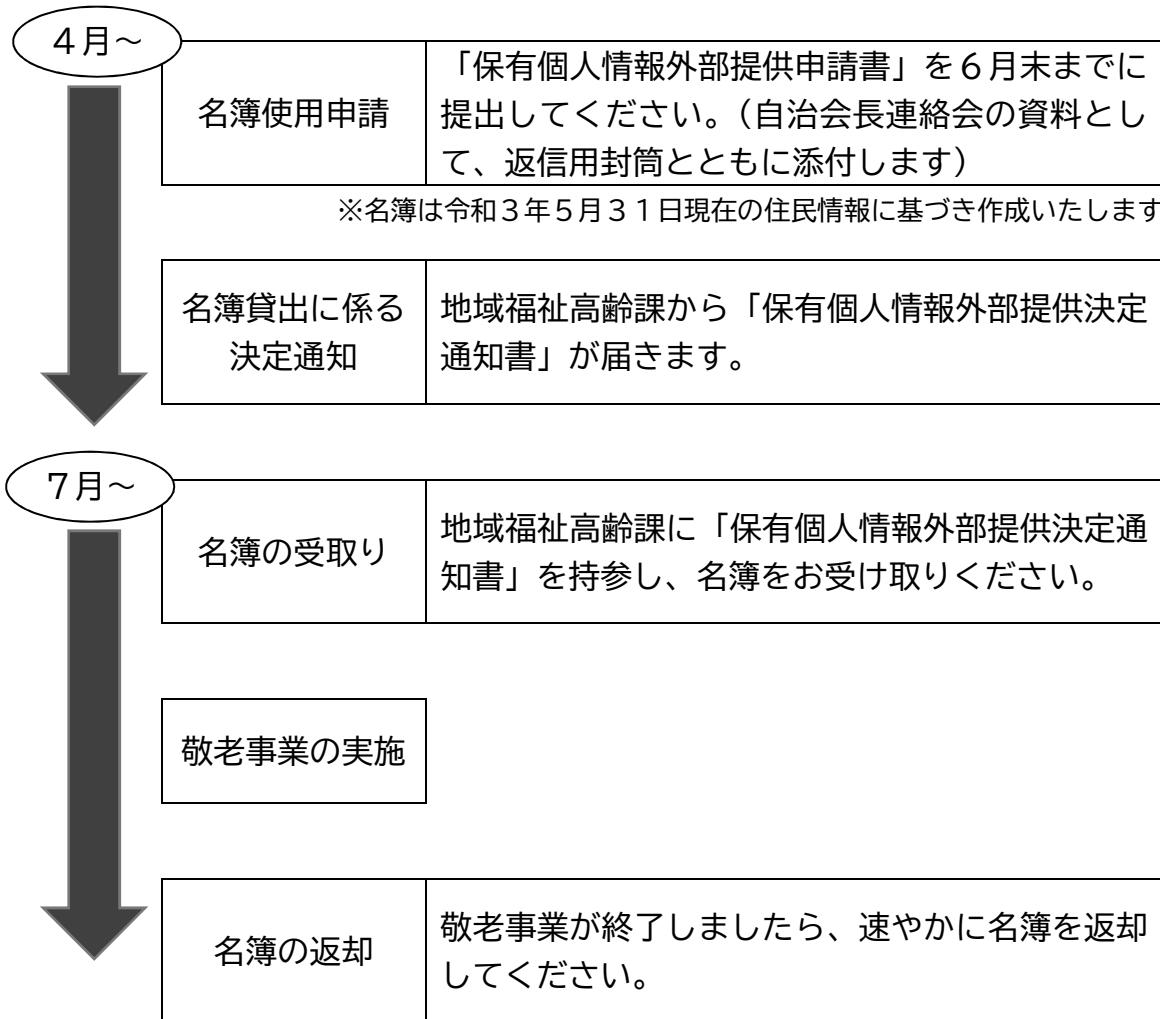 ４月～
名簿使用申請
「保有個人情報外部提供申請書」を６月末までに
提出してください。（自治会長連絡会の資料とし
て、返信用封筒とともに添付します）
※名簿は令和３年５月３１日現在の住民情報に基づき作成いたします
名簿貸出に係る
決定通知
地域福祉高齢課から「保有個人情報外部提供決定
通知書」が届きます。
７月～
名簿の受取り
地域福祉高齢課に「保有個人情報外部提供決定通
知書」を持参し、名簿をお受け取りください。
敬老事業の実施
名簿の返却
敬老事業が終了しましたら、速やかに名簿を返却
してください。